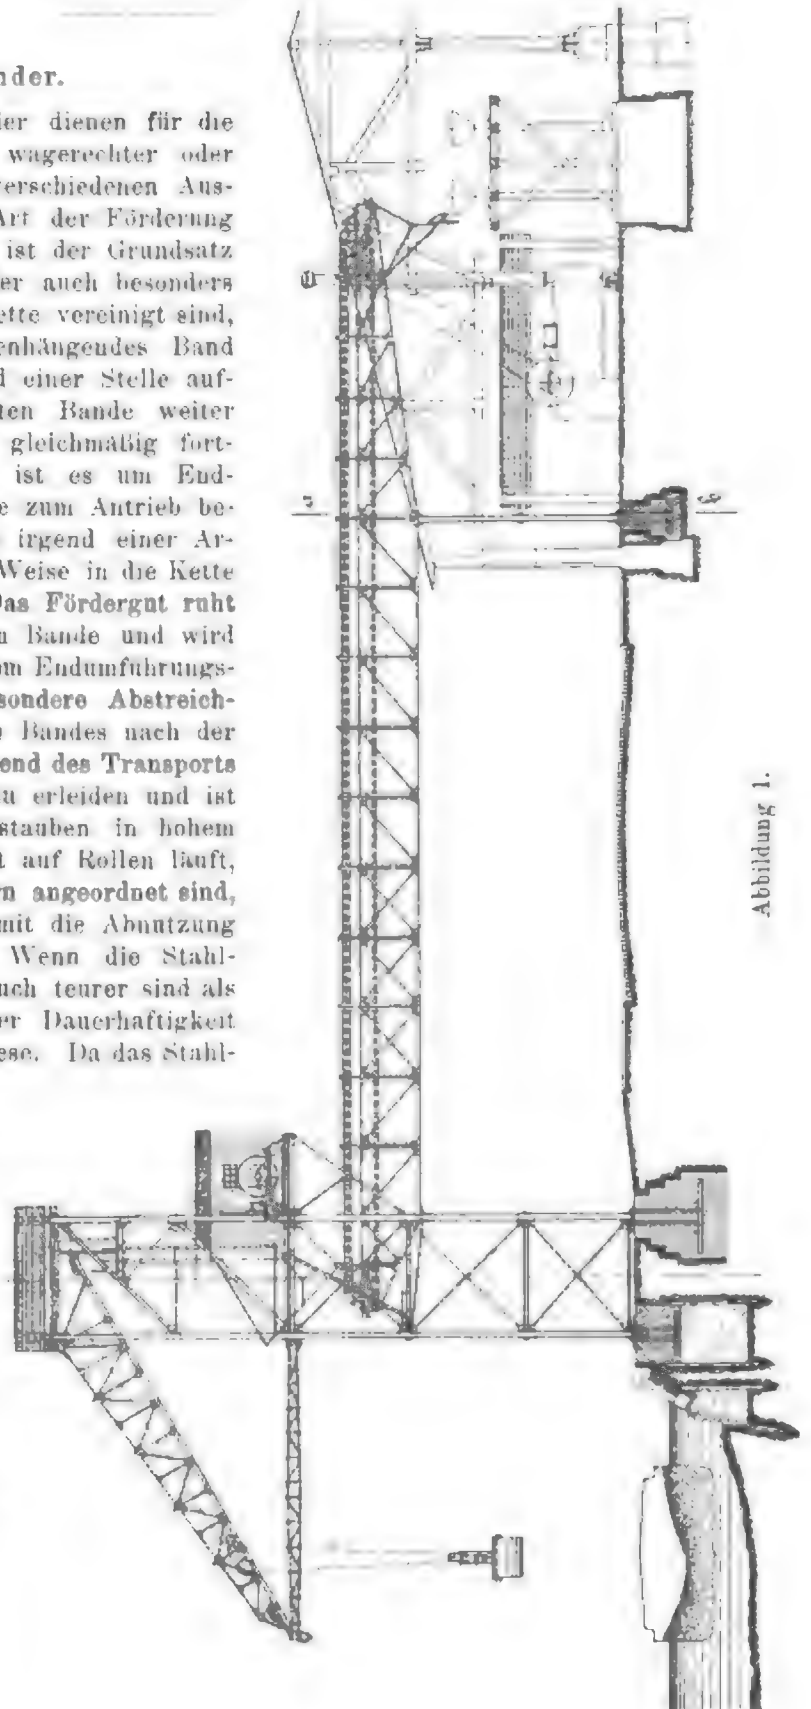 nder.
ier dienen für die
wagerechter oder
verschiedenen Aus-
Art der Förderung
ist der Grundsatz
er auch besonders
ette vereinigt sind,
enhängendes Band
d einer Stelle auf-
ten Bande weiter
gleichmäßig fort-
ist es um End-
e zum Antrieb be-
irgend einer Ar-
Weise in die Kette
Das Fördergut ruht
n Bande und wird
om Endumführungs-
sondere Abstreich-
Bandes nach der
end des Transports
u erleiden und ist
stauben in hohem
t auf Rollen läuft,
rn angeordnet sind,
mit die Abnutzung
Wenn die Stahl-
uch teurer sind als
er Dauerhaftigkeit
ese. Da das Stahl-
Abbildung 1.